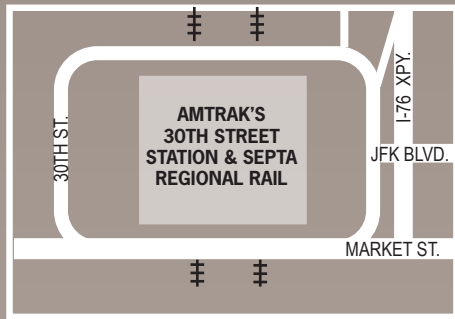 AMTRAK'S
30TH STREET
STATION & SEPTA
REGIONAL RAIL
30TH ST.
I-76 XPY.
JFK BLVD.
MARKET ST.